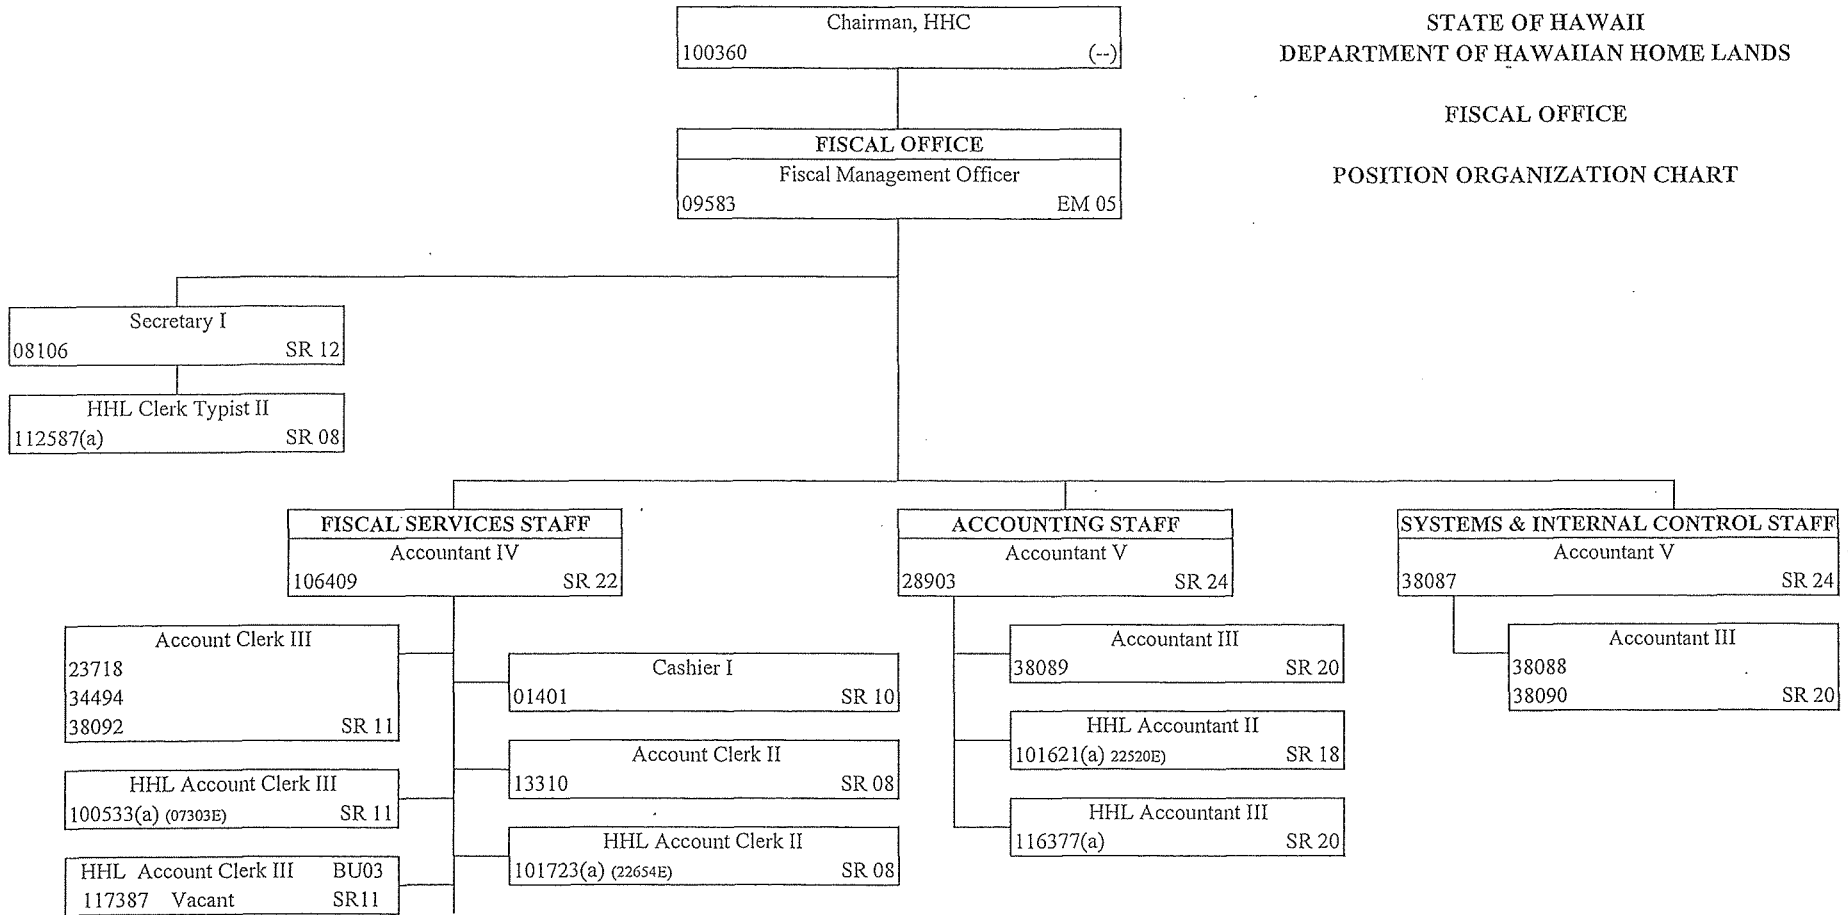 Chairman, HHC
100360 (--)
STATE OF HAWAII
DEPARTMENT OF HAWAIIAN HOME LANDS
FISCAL OFFICE
POSITION ORGANIZATION CHART
FISCAL OFFICE
Fiscal Management Officer
09583 EM 05
Secretary I
08106 SR 12
HHL Clerk Typist II
112587(a) SR 08
FISCAL SERVICES STAFF
Accountant IV
106409 SR 22
Account Clerk III
23718
34494
38092 SR 11
HHL Account Clerk III
100533(a) (07303E) SR 11
HHL Account Clerk III BU03
117387 Vacant SR11
Cashier I
01401 SR 10
Account Clerk II
13310 SR 08
HHL Account Clerk II
101723(a) (22654E) SR 08
ACCOUNTING STAFF
Accountant V
28903 SR 24
Accountant III
38089 SR 20
HHL Accountant II
101621(a) 22520E) SR 18
HHL Accountant III
116377(a) SR 20
SYSTEMS & INTERNAL CONTROL STAFF
Accountant V
38087 SR 24
Accountant III
38088
38090 SR 20